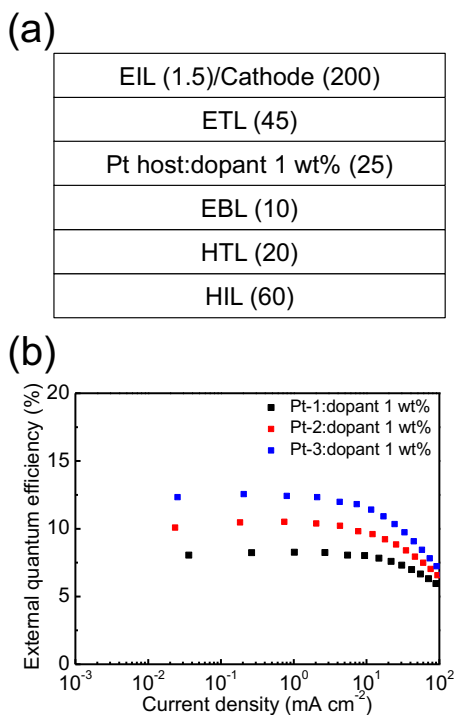 (a)
EIL (1.5)/Cathode (200)
ETL (45)
Pt host:dopant 1 wt% (25)
EBL (10)
HTL (20)
HIL (60)
(b)
External quantum efficiency (%)
20
15
10
5
0
Pt-1:dopant 1 wt%
Pt-2:dopant 1 wt%
Pt-3:dopant 1 wt%
10⁻³ 10⁻² 10⁻¹ 10⁰ 10¹ 10²
Current density (mA cm⁻²)